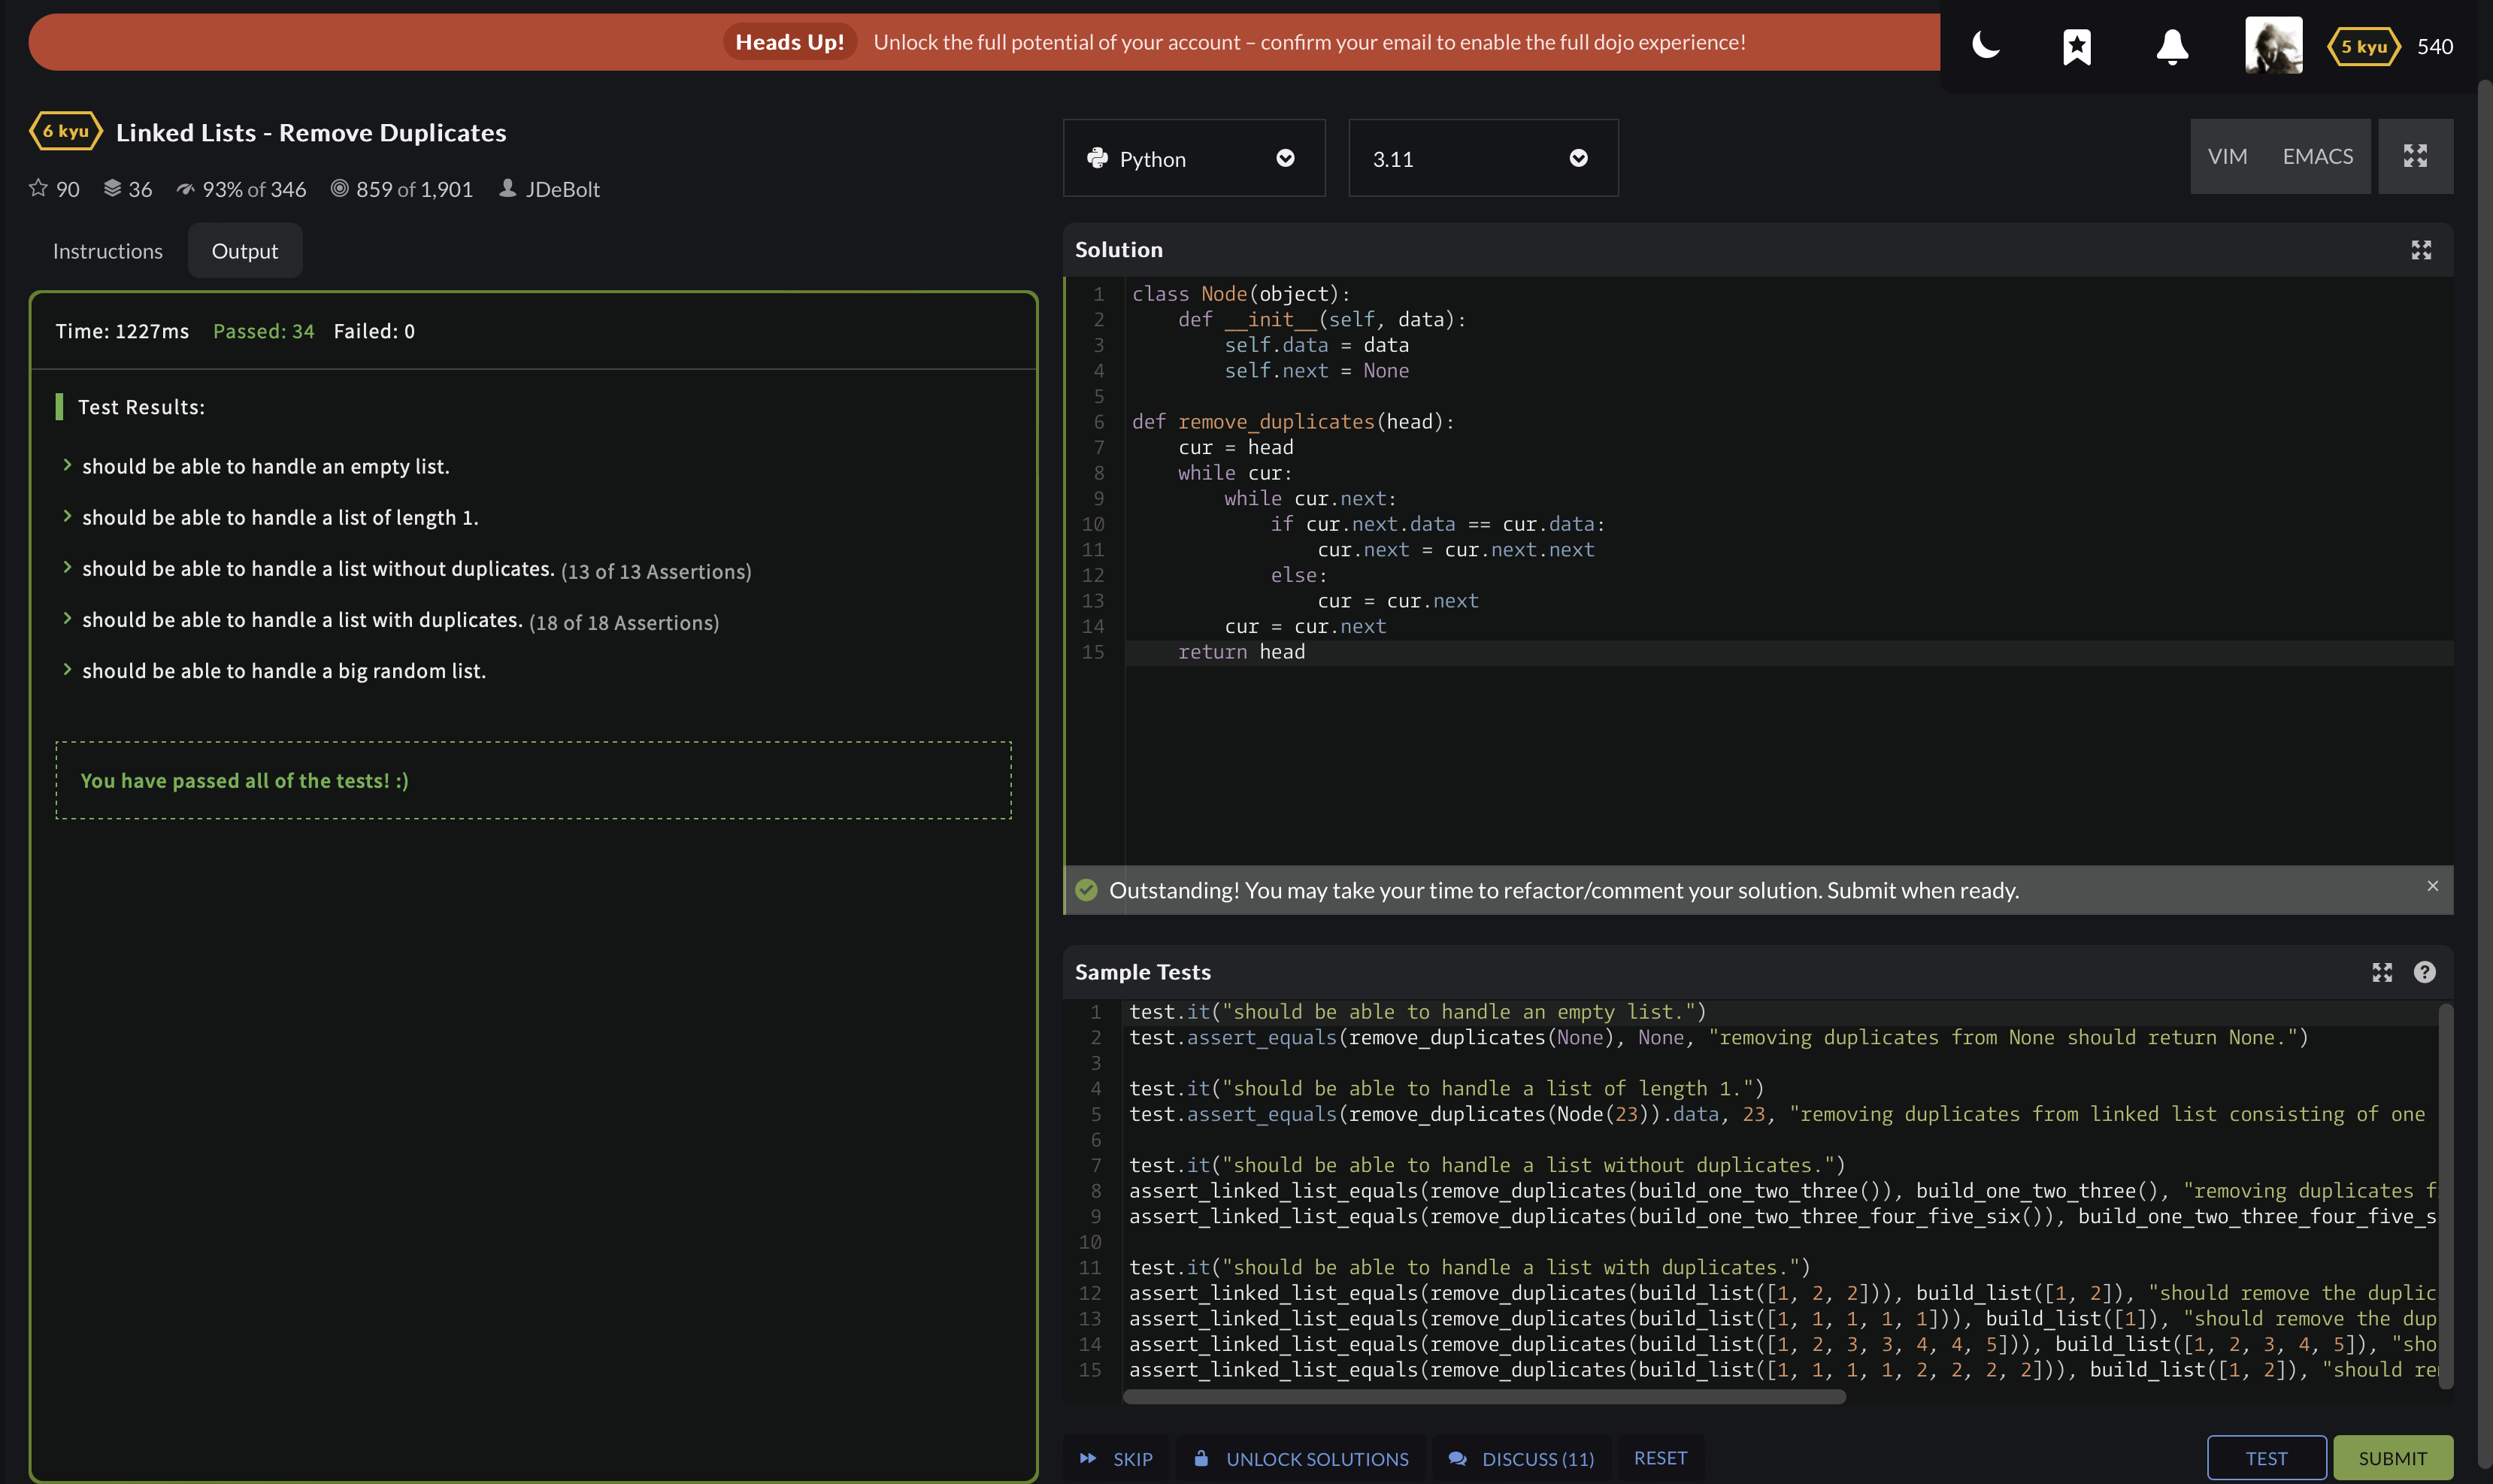 Heads Up! Unlock the full potential of your account – confirm your email to enable the full dojo experience!
5 kyu 540
6 kyu Linked Lists - Remove Duplicates
90 36 93% of 346 859 of 1,901 JDeBolt
Instructions Output
Time: 1227ms Passed: 34 Failed: 0
Test Results:
should be able to handle an empty list.
should be able to handle a list of length 1.
should be able to handle a list without duplicates. (13 of 13 Assertions)
should be able to handle a list with duplicates. (18 of 18 Assertions)
should be able to handle a big random list.
You have passed all of the tests! :)
Python 3.11 VIM EMACS
Solution
1 class Node(object):
2     def __init__(self, data):
3         self.data = data
4         self.next = None
5
6 def remove_duplicates(head):
7     cur = head
8     while cur:
9         while cur.next:
10             if cur.next.data == cur.data:
11                 cur.next = cur.next.next
12             else:
13                 cur = cur.next
14         cur = cur.next
15     return head
Outstanding! You may take your time to refactor/comment your solution. Submit when ready.
Sample Tests
1 test.it("should be able to handle an empty list.")
2 test.assert_equals(remove_duplicates(None), None, "removing duplicates from None should return None.")
3
4 test.it("should be able to handle a list of length 1.")
5 test.assert_equals(remove_duplicates(Node(23)).data, 23, "removing duplicates from linked list consisting of one
6
7 test.it("should be able to handle a list without duplicates.")
8 assert_linked_list_equals(remove_duplicates(build_one_two_three()), build_one_two_three(), "removing duplicates f
9 assert_linked_list_equals(remove_duplicates(build_one_two_three_four_five_six()), build_one_two_three_four_five_s
10
11 test.it("should be able to handle a list with duplicates.")
12 assert_linked_list_equals(remove_duplicates(build_list([1, 2, 2])), build_list([1, 2]), "should remove the duplic
13 assert_linked_list_equals(remove_duplicates(build_list([1, 1, 1, 1, 1])), build_list([1]), "should remove the dup
14 assert_linked_list_equals(remove_duplicates(build_list([1, 2, 3, 3, 4, 4, 5])), build_list([1, 2, 3, 4, 5]), "sho
15 assert_linked_list_equals(remove_duplicates(build_list([1, 1, 1, 1, 2, 2, 2, 2])), build_list([1, 2]), "should re
SKIP UNLOCK SOLUTIONS DISCUSS (11) RESET TEST SUBMIT